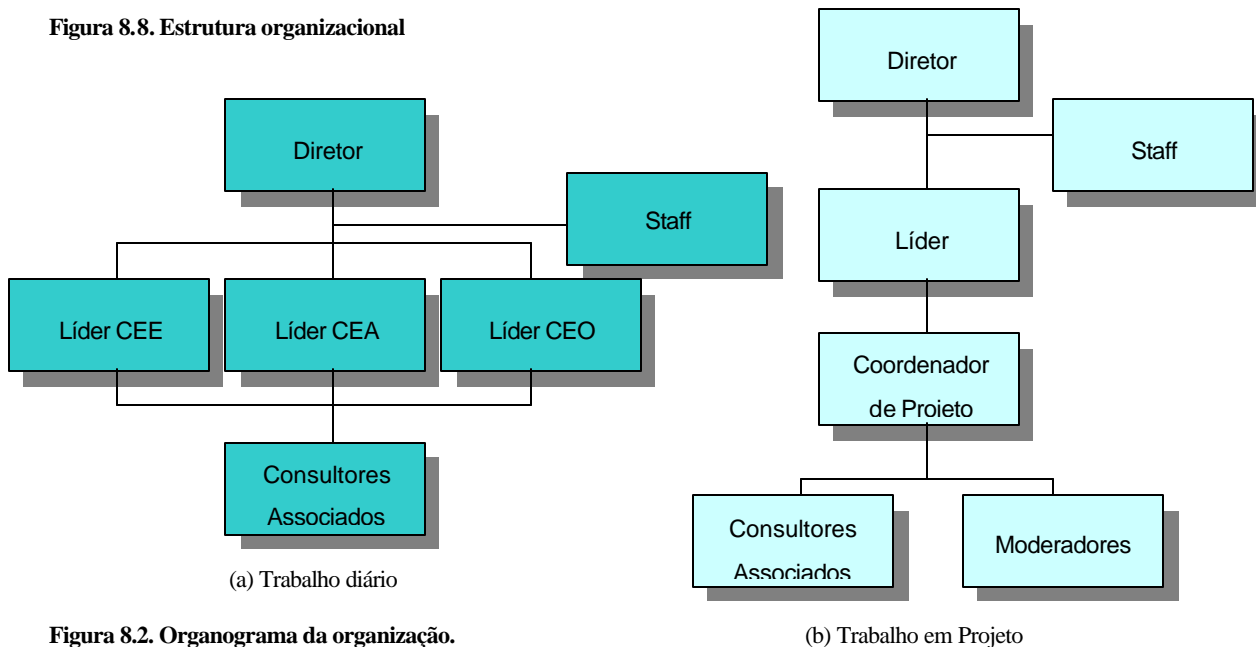 Figura 8.8. Estrutura organizacional
Diretor
Staff
Líder CEE
Líder CEA
Líder CEO
Consultores
Associados
(a) Trabalho diário
Figura 8.2. Organograma da organização.
Diretor
Staff
Líder
Coordenador
de Projeto
Consultores
Associados
Moderadores
(b) Trabalho em Projeto